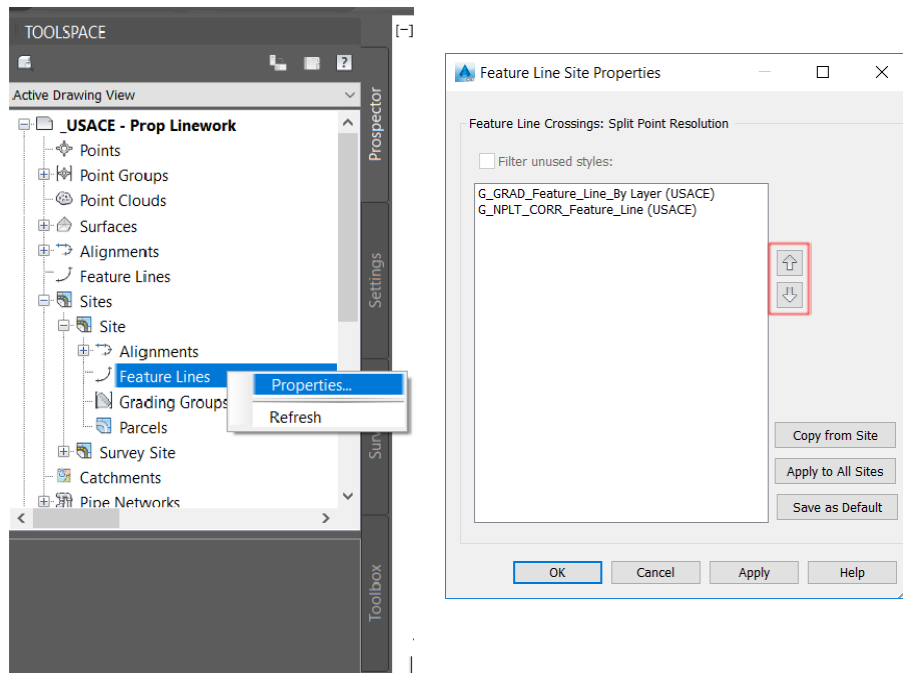 TOOLSPACE
[−]
?
Active Drawing View
_USACE - Prop Linework
Points
Point Groups
Point Clouds
Surfaces
Alignments
Feature Lines
Sites
Site
Alignments
Feature Lines
Grading Groups
Parcels
Survey Site
Catchments
Pipe Networks
Properties...
Refresh
Prospector
Settings
Toolbox
Feature Line Site Properties
Feature Line Crossings: Split Point Resolution
Filter unused styles:
G_GRAD_Feature_Line_By Layer (USACE)
G_NPLT_CORR_Feature_Line (USACE)
Copy from Site
Apply to All Sites
Save as Default
OK
Cancel
Apply
Help